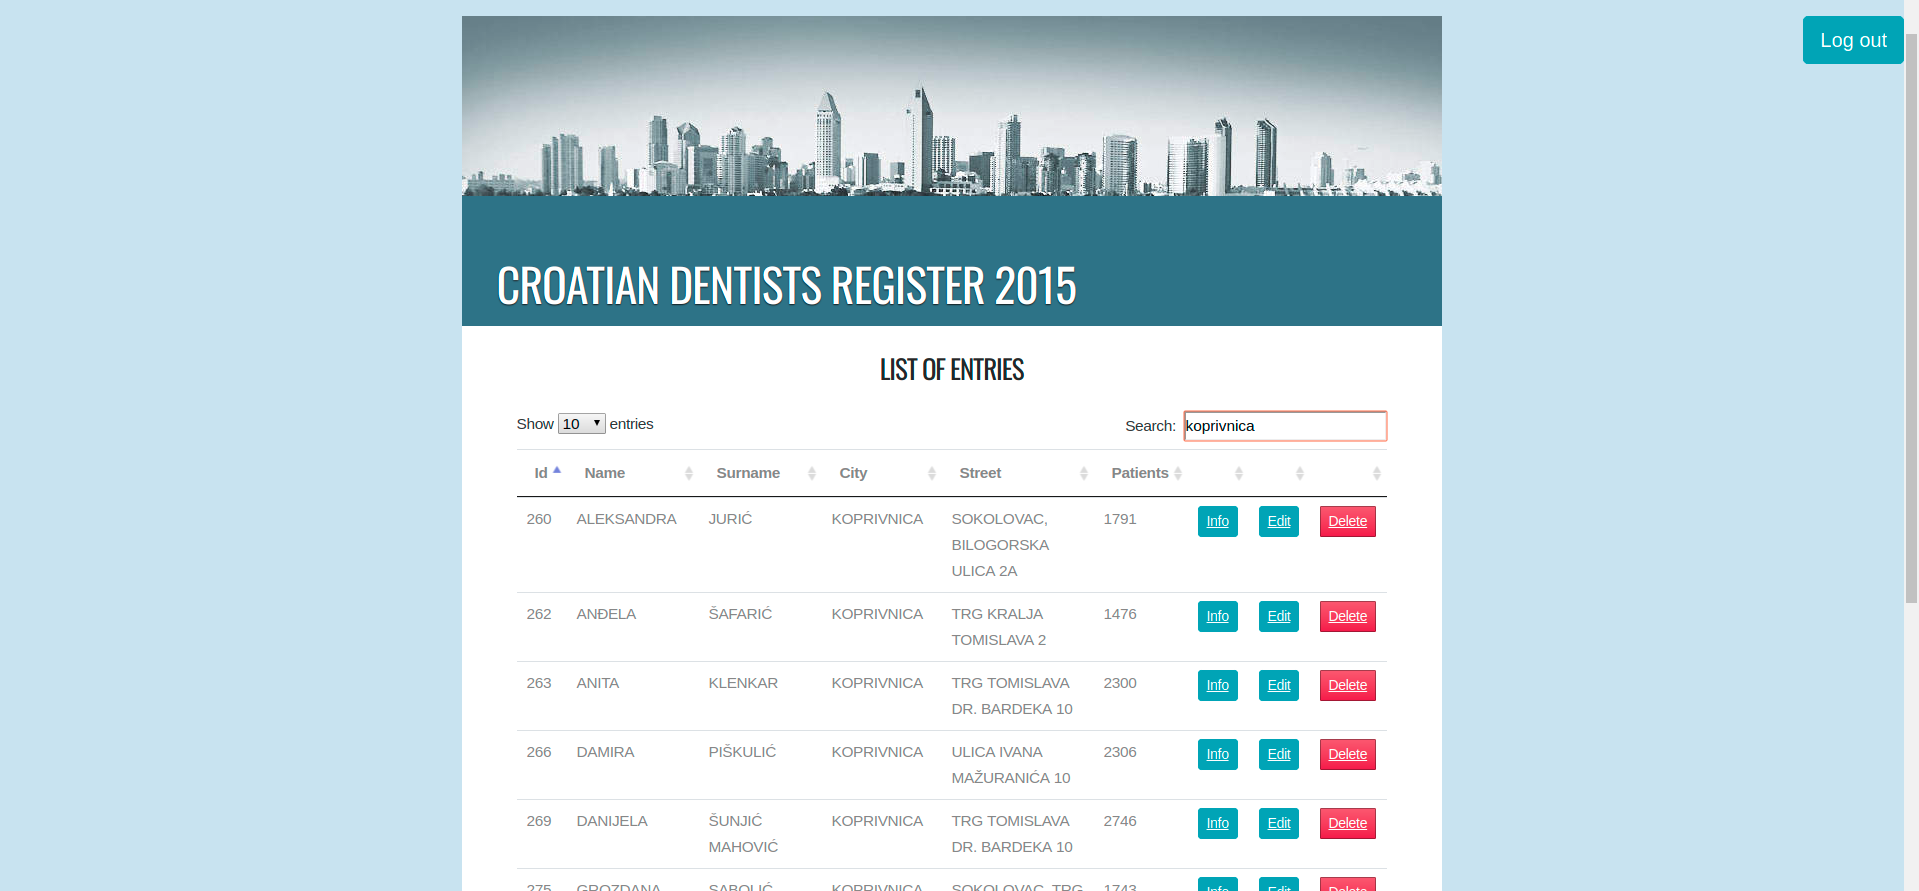 Log out
CROATIAN DENTISTS REGISTER 2015
LIST OF ENTRIES
Show 10 entries Search: koprivnica
Id Name Surname City Street Patients
260 ALEKSANDRA JURIĆ KOPRIVNICA SOKOLOVAC, 1791 Info Edit Delete
BILOGORSKA
ULICA 2A
262 ANĐELA ŠAFARIĆ KOPRIVNICA TRG KRALJA 1476 Info Edit Delete
TOMISLAVA 2
263 ANITA KLENKAR KOPRIVNICA TRG TOMISLAVA 2300 Info Edit Delete
DR. BARDEKA 10
266 DAMIRA PIŠKULIĆ KOPRIVNICA ULICA IVANA 2306 Info Edit Delete
MAŽURANIĆA 10
269 DANIJELA ŠUNJIĆ KOPRIVNICA TRG TOMISLAVA 2746 Info Edit Delete
MAHOVIĆ DR. BARDEKA 10
275 GROZDANA SABOLIĆ KOPRIVNICA SOKOLOVAC, TRG 1743 Info Edit Delete